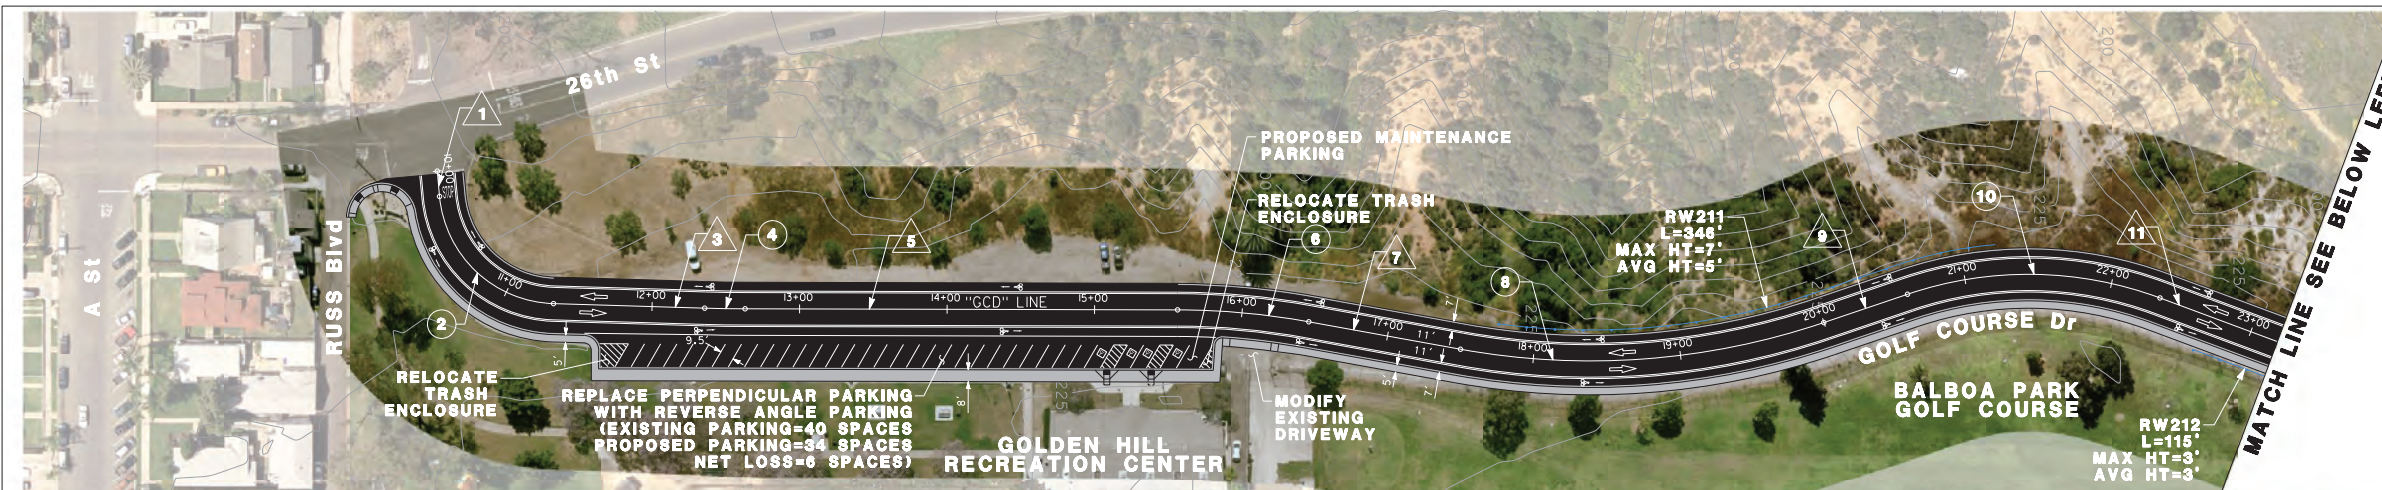 26th St
1
PROPOSED MAINTENANCE
PARKING
RELOCATE TRASH
ENCLOSURE
RUSS Blvd
A St
2
3
4
5
6
7
8
9
10
11
RW211
L=346'
MAX HT=7'
AVG HT=5'
11+00
12+00
13+00
14+00
"GCD" LINE
15+00
16+00
17+00
18+00
19+00
20+00
21+00
22+00
23+00
7'
11'
11'
5'
7'
9.5'
5'
8'
225
225
225
225
200
GOLF COURSE Dr
BALBOA PARK
GOLF COURSE
RELOCATE
TRASH
ENCLOSURE
REPLACE PERPENDICULAR PARKING
WITH REVERSE ANGLE PARKING
(EXISTING PARKING=40 SPACES
PROPOSED PARKING=34 SPACES
NET LOSS=6 SPACES)
GOLDEN HILL
RECREATION CENTER
MODIFY
EXISTING
DRIVEWAY
RW212
L=115'
MAX HT=3'
AVG HT=3'
MATCH LINE SEE BELOW LEF